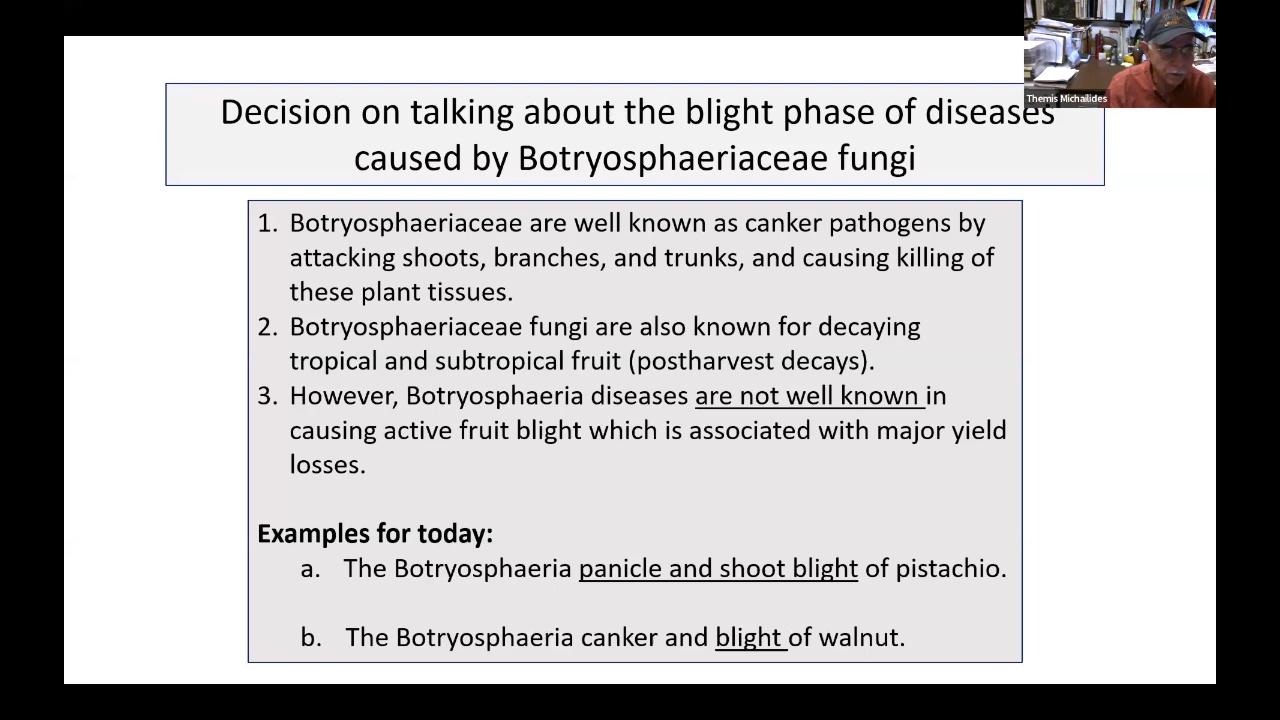 Themis Michailides
Decision on talking about the blight phase of diseases
caused by Botryosphaeriaceae fungi
1. Botryosphaeriaceae are well known as canker pathogens by
attacking shoots, branches, and trunks, and causing killing of
these plant tissues.
2. Botryosphaeriaceae fungi are also known for decaying
tropical and subtropical fruit (postharvest decays).
3. However, Botryosphaeria diseases are not well known in
causing active fruit blight which is associated with major yield
losses.
Examples for today:
a. The Botryosphaeria panicle and shoot blight of pistachio.
b. The Botryosphaeria canker and blight of walnut.